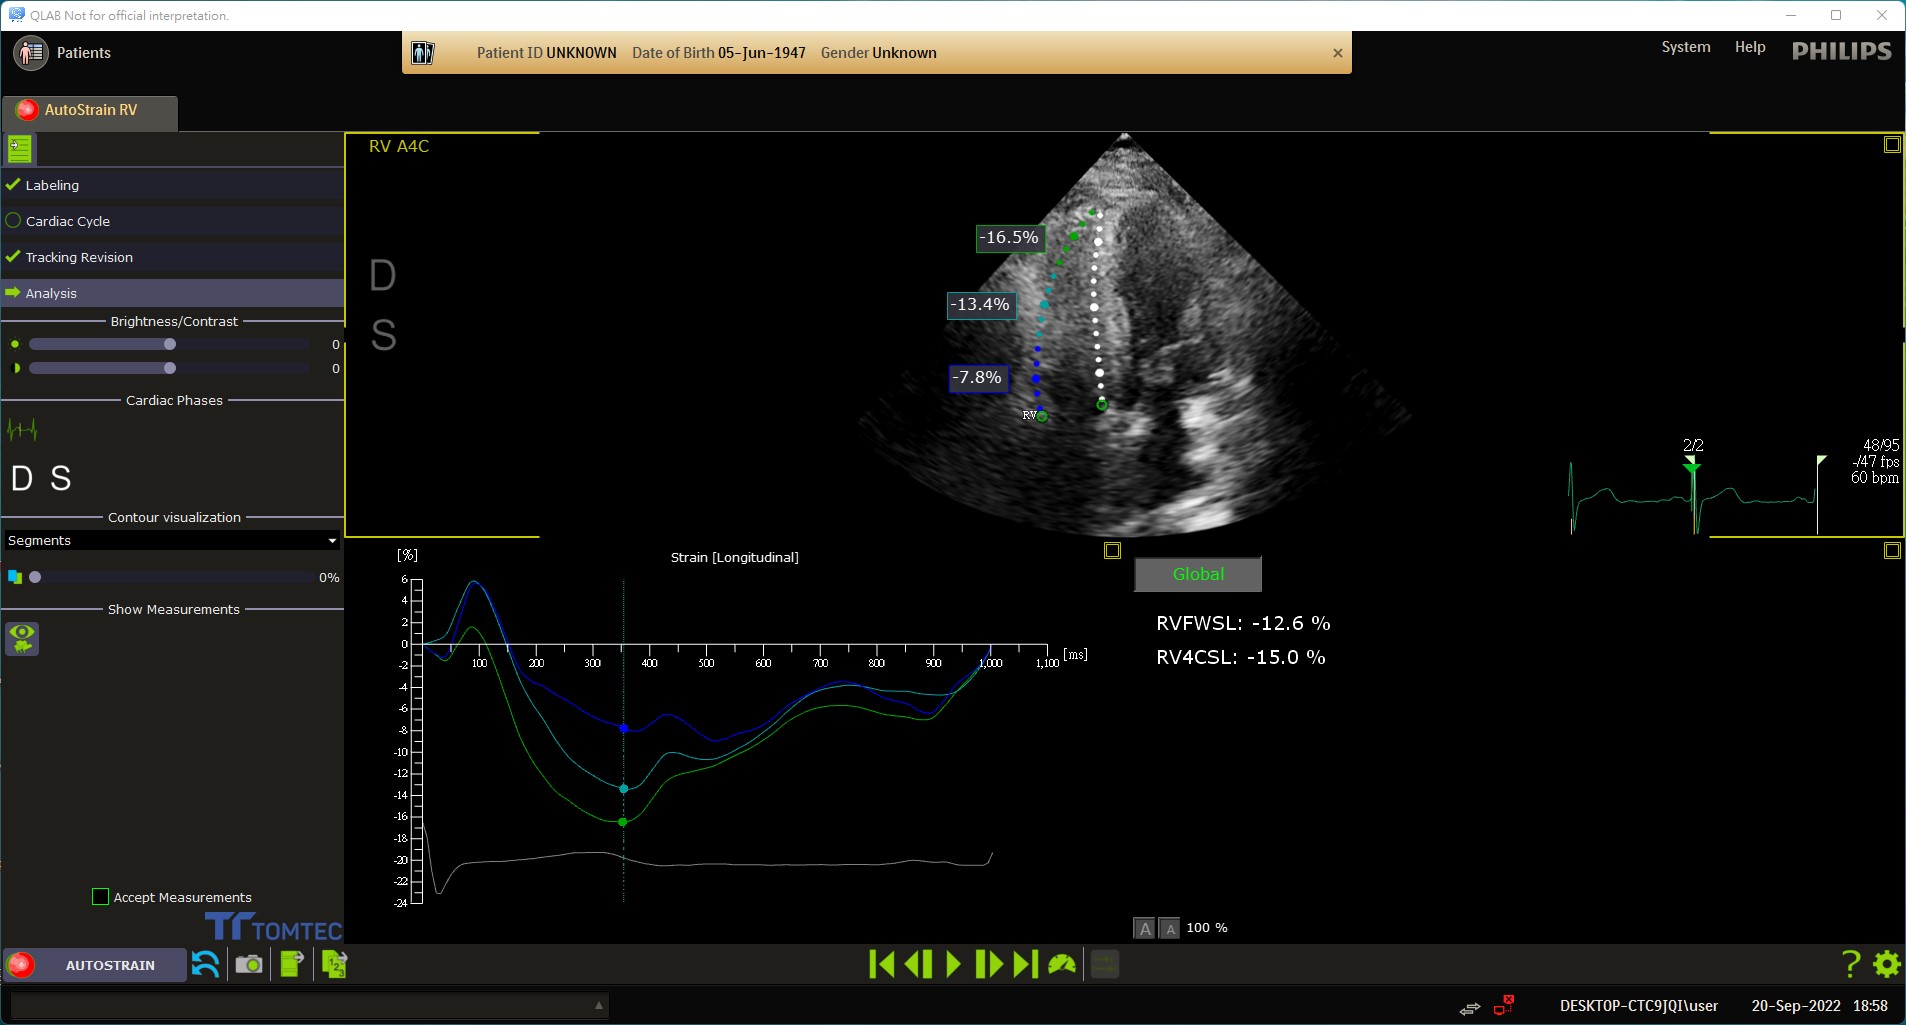 QLAB Not for official interpretation.
Patients
Patient ID UNKNOWN Date of Birth 05-Jun-1947 Gender Unknown
System Help PHILIPS
AutoStrain RV
Labeling
Cardiac Cycle
Tracking Revision
Analysis
Brightness/Contrast
0
0
Cardiac Phases
D S
Contour visualization
Segments
0%
Show Measurements
Accept Measurements
TOMTEC
RV A4C
D
S
-16.5%
-13.4%
-7.8%
RV
2/2
48/95
-/47 fps
60 bpm
[%]
Strain [Longitudinal]
6
4
2
0
-2
-4
-6
-8
-10
-12
-14
-16
-18
-20
-22
-24
100 200 300 400 500 600 700 800 900 1,000 1,100 [ms]
Global
RVFWSL: -12.6 %
RV4CSL: -15.0 %
A A 100 %
AUTOSTRAIN
1 2 3
?
DESKTOP-CTC9JQI\user 20-Sep-2022 18:58